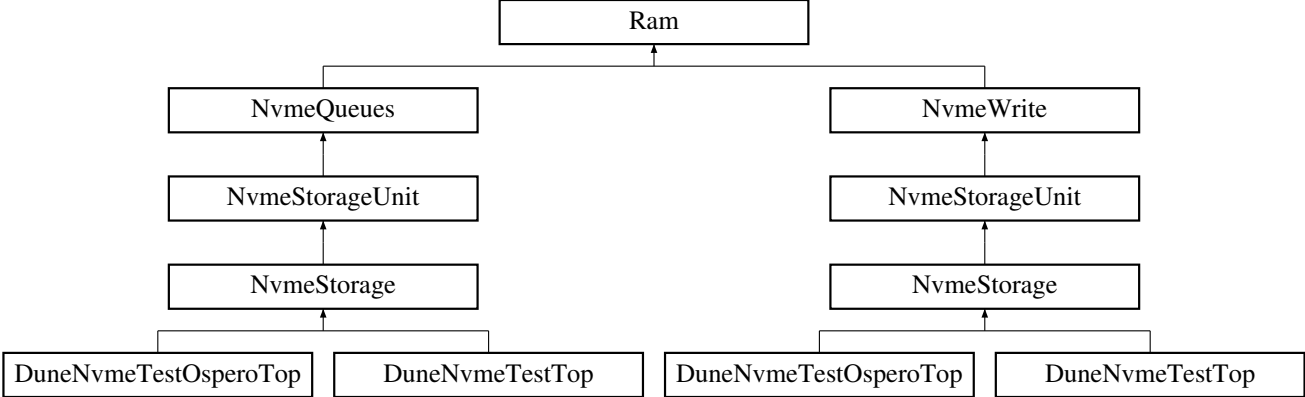 Ram
NvmeQueues
NvmeWrite
NvmeStorageUnit
NvmeStorageUnit
NvmeStorage
NvmeStorage
DuneNvmeTestOsperoTop
DuneNvmeTestTop
DuneNvmeTestOsperoTop
DuneNvmeTestTop